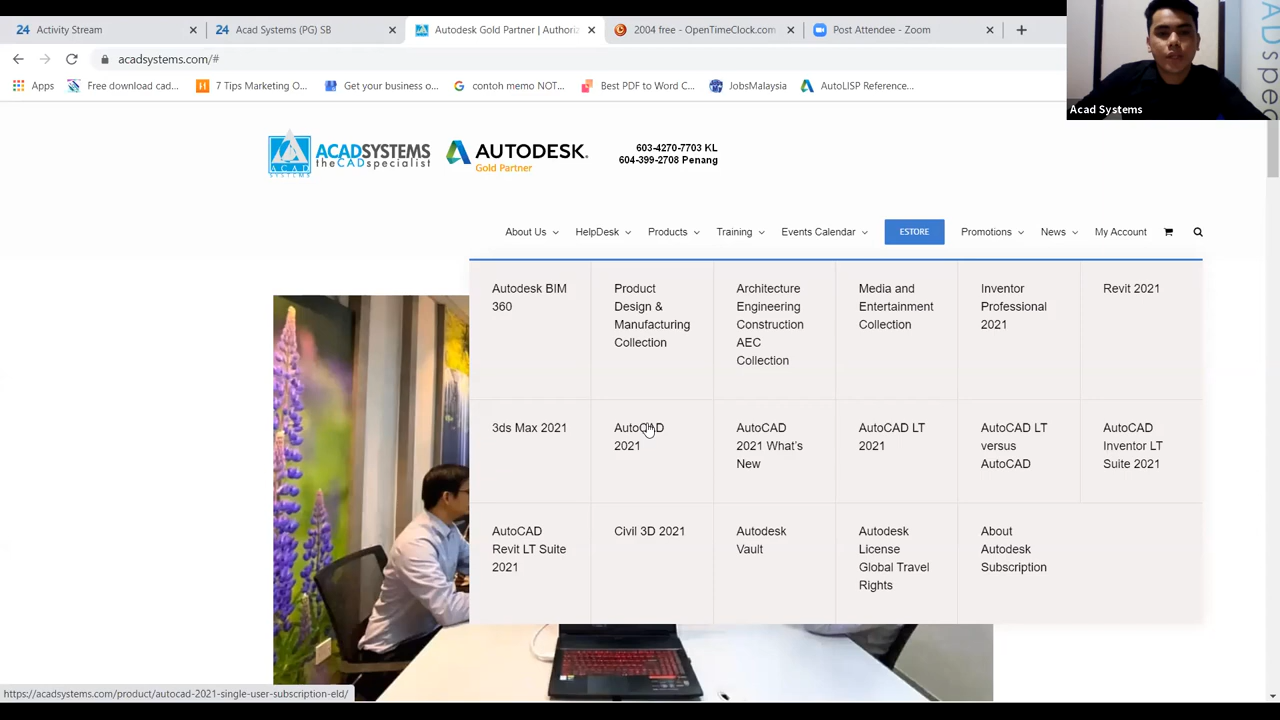 Activity Stream
Acad Systems (PG) SB
Autodesk Gold Partner | Authoriz
2004 free - OpenTimeClock.com
Post Attendee - Zoom
acadsystems.com/#
Apps
Free download cad...
7 Tips Marketing O...
Get your business o...
contoh memo NOT...
Best PDF to Word C...
JobsMalaysia
AutoLISP Reference...
Acad Systems
ACADSYSTEMS
theCADspecialist
AUTODESK.
Gold Partner
603-4270-7703 KL
604-399-2708 Penang
About Us
HelpDesk
Products
Training
Events Calendar
ESTORE
Promotions
News
My Account
Autodesk BIM
360
Product
Design &
Manufacturing
Collection
Architecture
Engineering
Construction
AEC
Collection
Media and
Entertainment
Collection
Inventor
Professional
2021
Revit 2021
3ds Max 2021
AutoCAD
2021
AutoCAD
2021 What's
New
AutoCAD LT
2021
AutoCAD LT
versus
AutoCAD
AutoCAD
Inventor LT
Suite 2021
AutoCAD
Revit LT Suite
2021
Civil 3D 2021
Autodesk
Vault
Autodesk
License
Global Travel
Rights
About
Autodesk
Subscription
https://acadsystems.com/product/autocad-2021-single-user-subscription-eld/